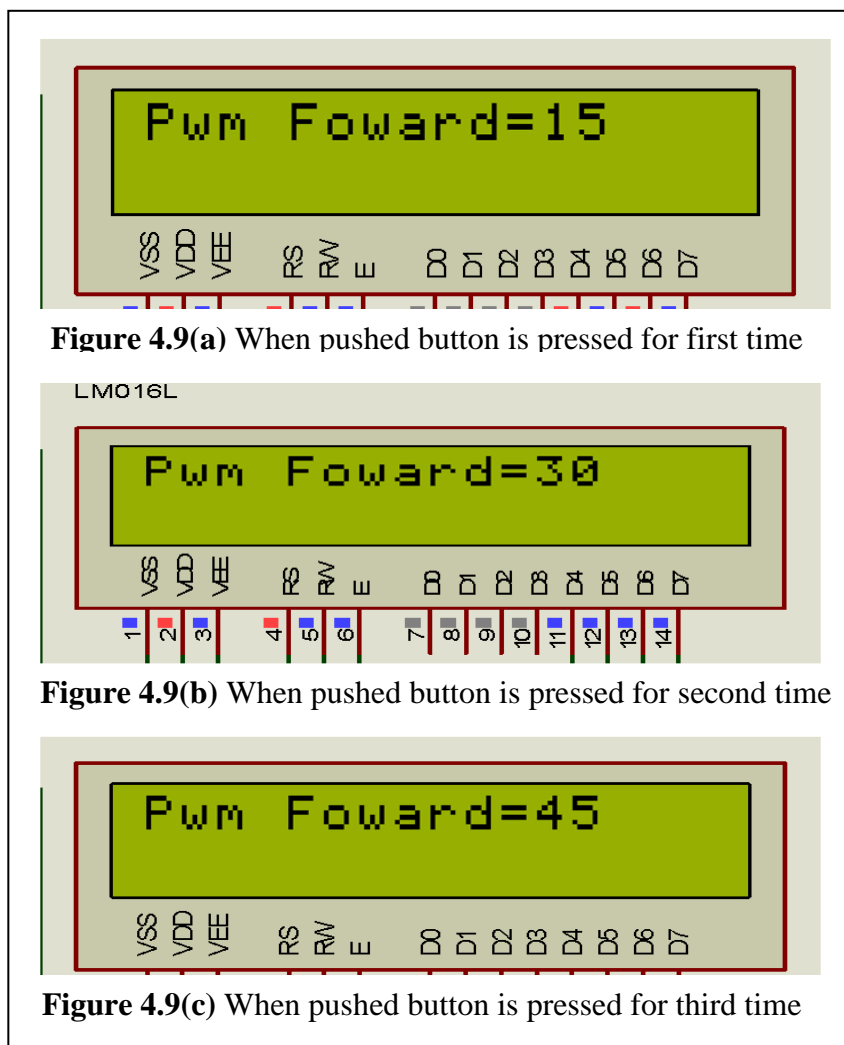 Pwm Foward=15
VSS VDD VEE RS RW E D0 D1 D2 D3 D4 D5 D6 D7
Figure 4.9(a) When pushed button is pressed for first time
LM016L
Pwm Foward=30
VSS VDD VEE RS RW E D0 D1 D2 D3 D4 D5 D6 D7
1 2 3 4 5 6 7 8 9 10 11 12 13 14
Figure 4.9(b) When pushed button is pressed for second time
Pwm Foward=45
VSS VDD VEE RS RW E D0 D1 D2 D3 D4 D5 D6 D7
Figure 4.9(c) When pushed button is pressed for third time